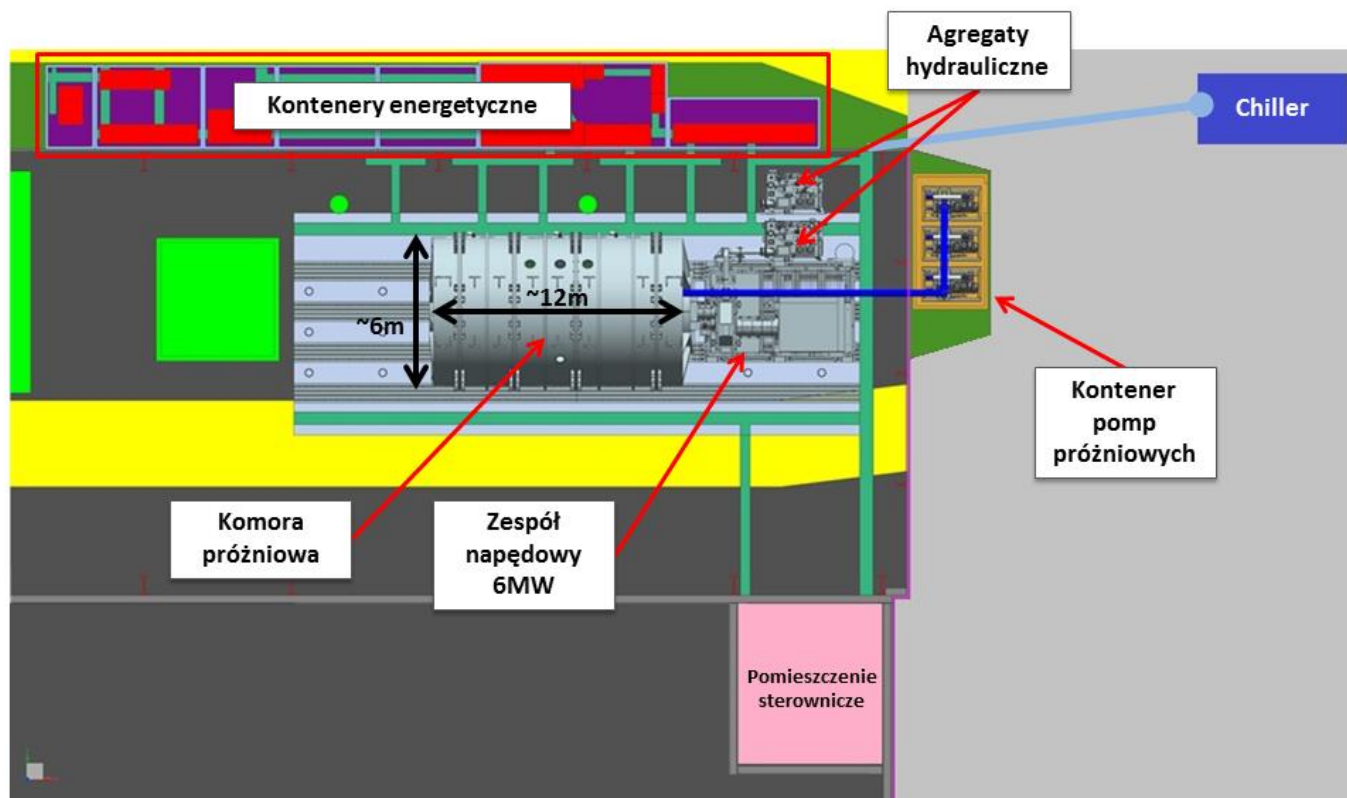 Agregaty
hydrauliczne
Kontenery energetyczne
Chiller
~12m
~6m
Kontener
pomp
próżniowych
Komora
próżniowa
Zespół
napędowy
6MW
Pomieszczenie
sterownicze